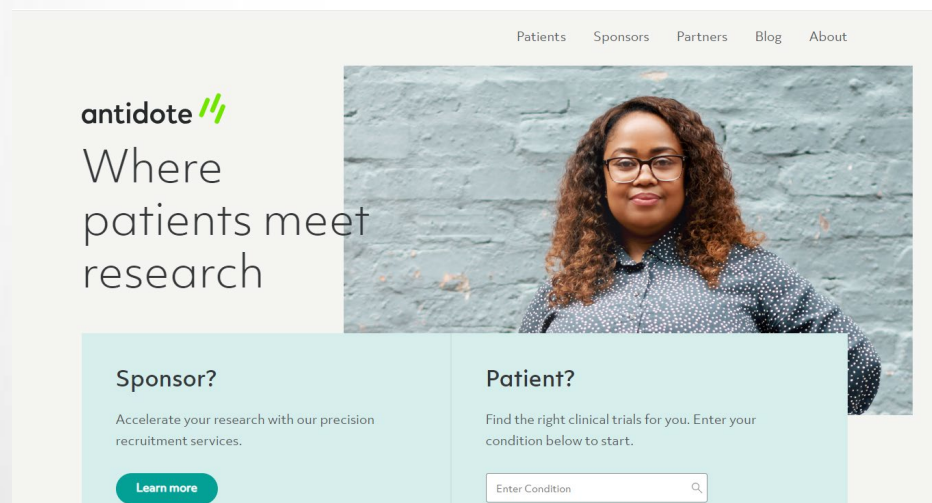 Patients Sponsors Partners Blog About
antidote
Where
patients meet
research
Sponsor?
Accelerate your research with our precision
recruitment services.
Learn more
Patient?
Find the right clinical trials for you. Enter your
condition below to start.
Enter Condition